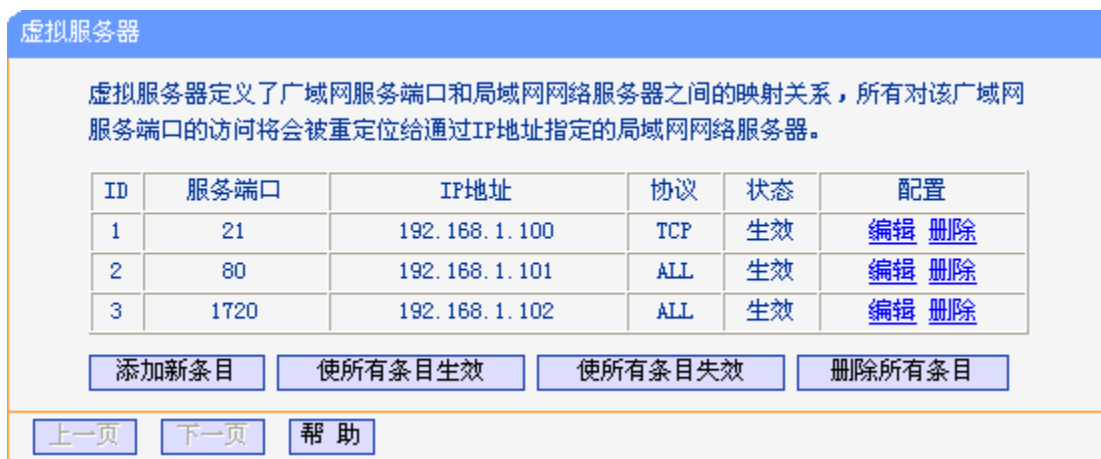 虚拟服务器
虚拟服务器定义了广域网服务端口和局域网网络服务器之间的映射关系，所有对该广域网
服务端口的访问将会被重定位给通过IP地址指定的局域网网络服务器。
ID 服务端口 IP地址 协议 状态 配置
1 21 192.168.1.100 TCP 生效 编辑 删除
2 80 192.168.1.101 ALL 生效 编辑 删除
3 1720 192.168.1.102 ALL 生效 编辑 删除
添加新条目 使所有条目生效 使所有条目失效 删除所有条目
上一页 下一页 帮 助